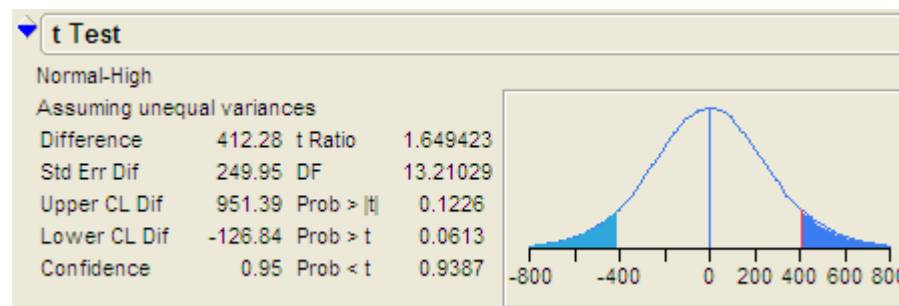 t Test
Normal-High
Assuming unequal variances
Difference 412.28 t Ratio 1.649423
Std Err Dif 249.95 DF 13.21029
Upper CL Dif 951.39 Prob > |t| 0.1226
Lower CL Dif -126.84 Prob > t 0.0613
Confidence 0.95 Prob < t 0.9387
-800 -400 0 200 400 600 800